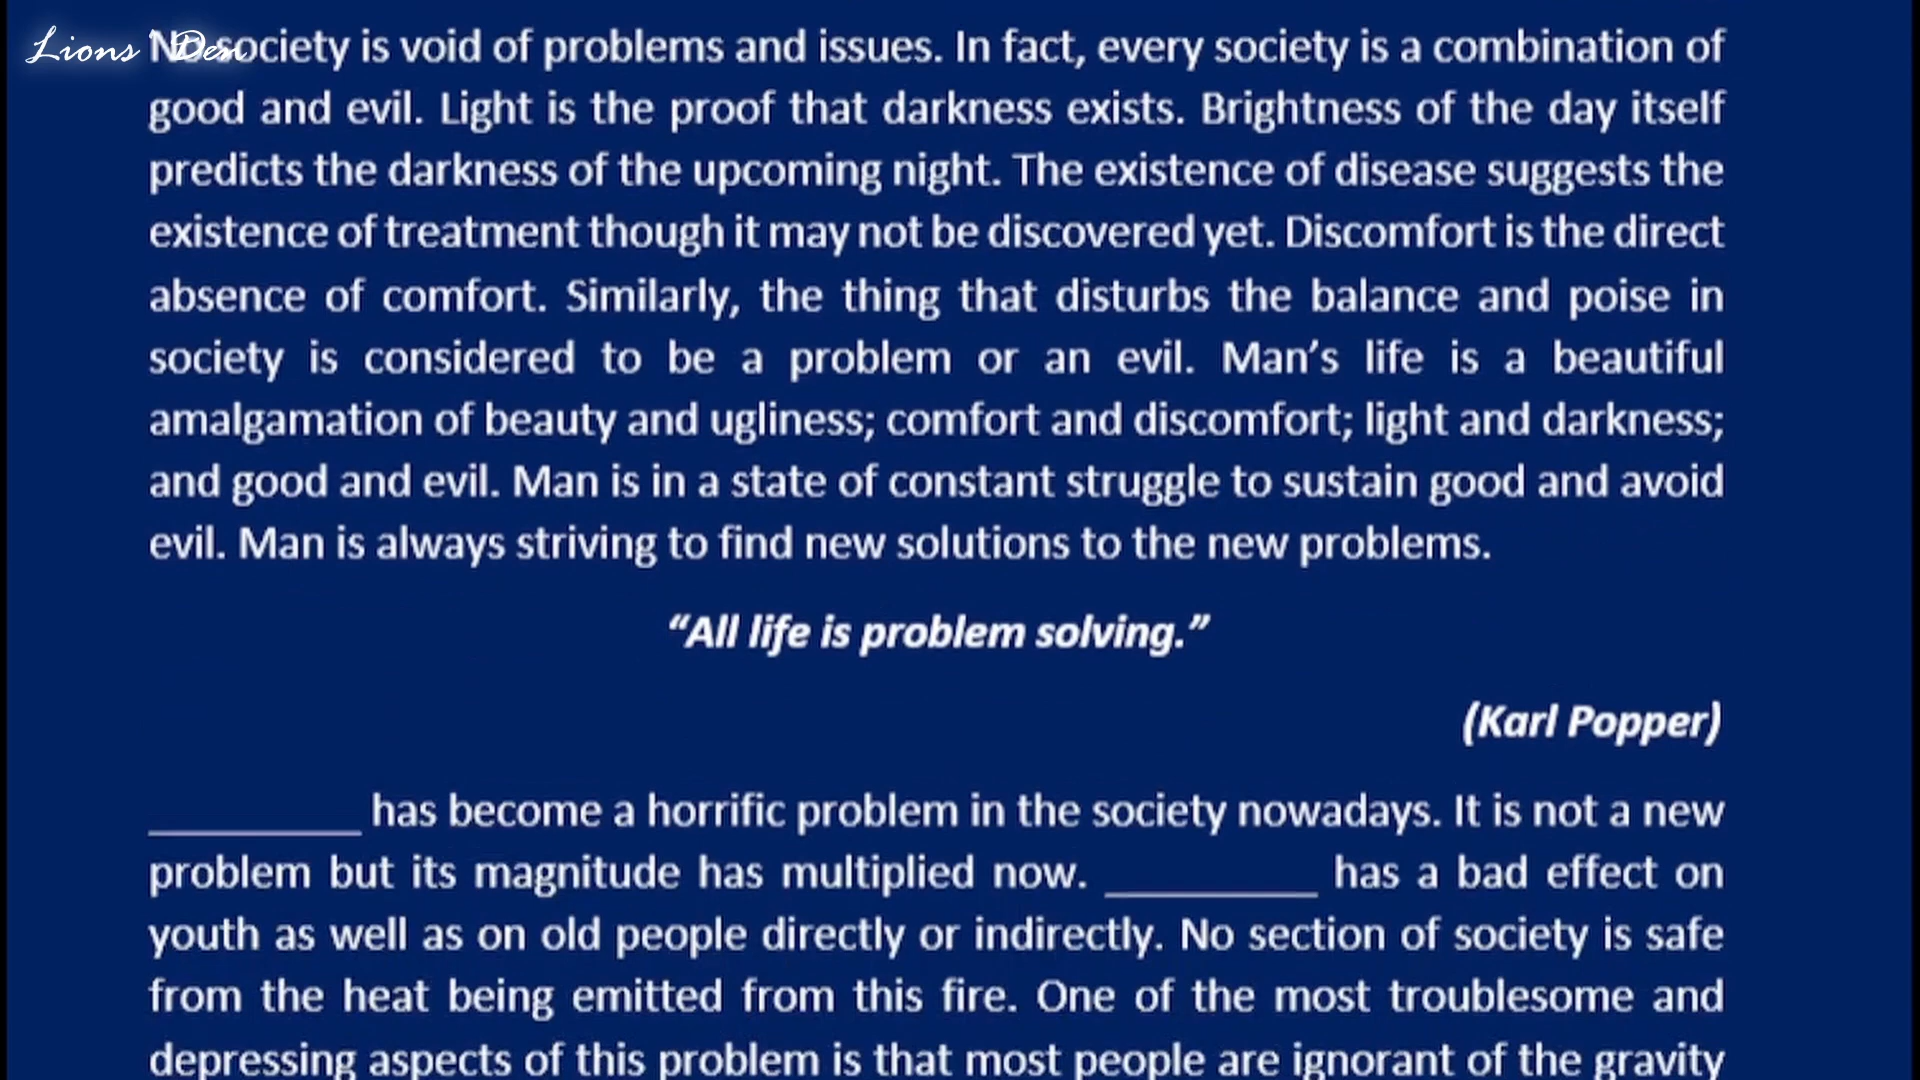 Lions' Den
No society is void of problems and issues. In fact, every society is a combination of
good and evil. Light is the proof that darkness exists. Brightness of the day itself
predicts the darkness of the upcoming night. The existence of disease suggests the
existence of treatment though it may not be discovered yet. Discomfort is the direct
absence of comfort. Similarly, the thing that disturbs the balance and poise in
society is considered to be a problem or an evil. Man’s life is a beautiful
amalgamation of beauty and ugliness; comfort and discomfort; light and darkness;
and good and evil. Man is in a state of constant struggle to sustain good and avoid
evil. Man is always striving to find new solutions to the new problems.
“All life is problem solving.”
(Karl Popper)
__________ has become a horrific problem in the society nowadays. It is not a new
problem but its magnitude has multiplied now. __________ has a bad effect on
youth as well as on old people directly or indirectly. No section of society is safe
from the heat being emitted from this fire. One of the most troublesome and
depressing aspects of this problem is that most people are ignorant of the gravity